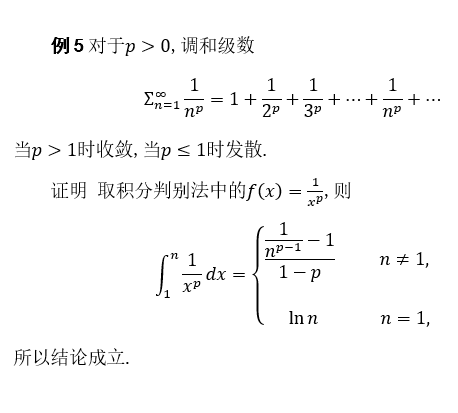 例5 对于p > 0, 调和级数
Σ_{n=1}^{∞} 1/n^p = 1 + 1/2^p + 1/3^p + ⋯ + 1/n^p + ⋯
当p > 1时收敛, 当p ≤ 1时发散.
证明 取积分判别法中的f(x) = 1/x^p, 则
∫_1^n 1/x^p dx = { (1/n^{p−1} − 1)/(1 − p)  n ≠ 1,
ln n  n = 1,
所以结论成立.